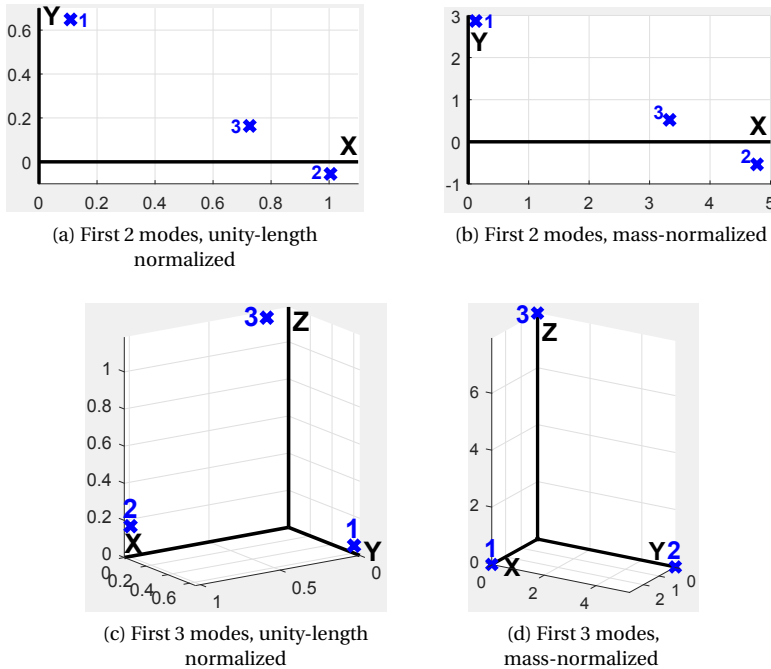 Y
1
0.6
0.4
0.2
3
X
0
2
0 0.2 0.4 0.6 0.8 1
(a) First 2 modes, unity-length
normalized
3
1
Y
2
1
3
X
0
2
-1
0 1 2 3 4 5
(b) First 2 modes, mass-normalized
3
Z
1
0.8
0.6
0.4
2
0.2
1
X
Y
0
0 0.2 0.4 0.6
1 0.5 0
(c) First 3 modes, unity-length
normalized
3
Z
6
4
2
1
Y 2
0
X
0 2 4
2 1 0
(d) First 3 modes,
mass-normalized